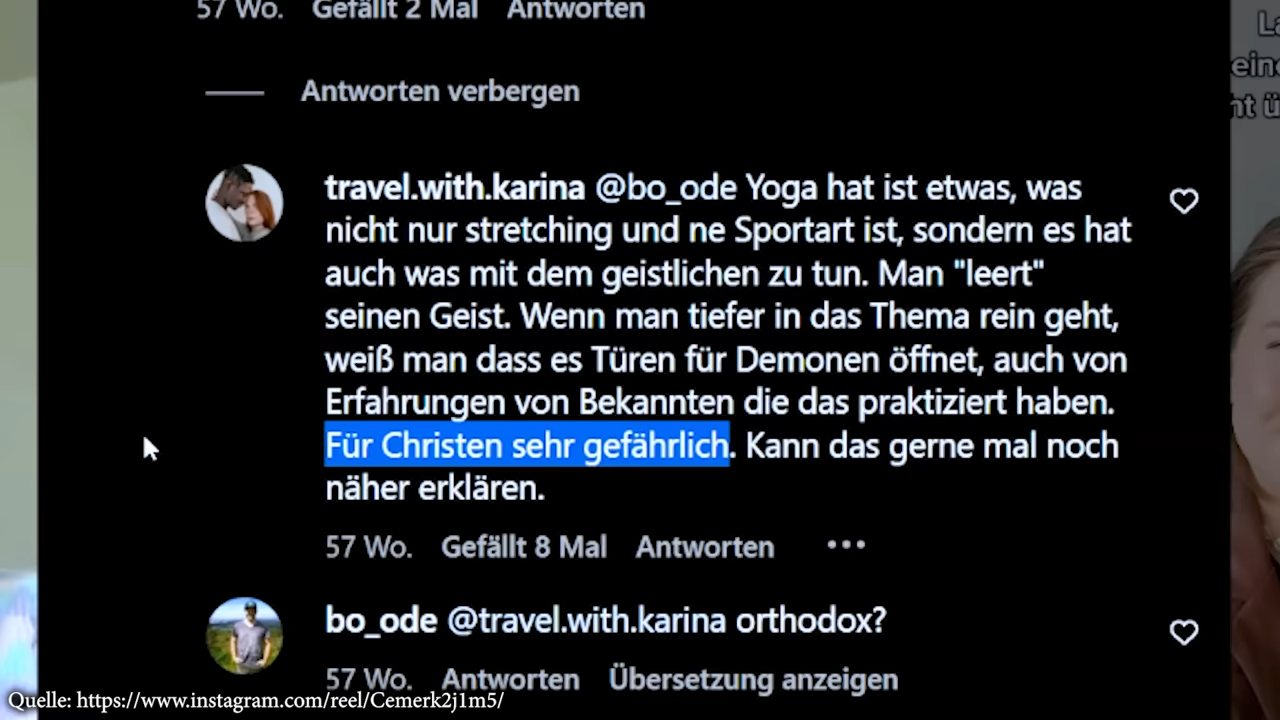 57 Wo. Gefällt 2 Mal Antworten
Antworten verbergen
travel.with.karina @bo_ode Yoga hat ist etwas, was
nicht nur stretching und ne Sportart ist, sondern es hat
auch was mit dem geistlichen zu tun. Man "leert"
seinen Geist. Wenn man tiefer in das Thema rein geht,
weiß man dass es Türen für Demonen öffnet, auch von
Erfahrungen von Bekannten die das praktiziert haben.
Für Christen sehr gefährlich. Kann das gerne mal noch
näher erklären.
57 Wo. Gefällt 8 Mal Antworten
bo_ode @travel.with.karina orthodox?
57 Wo. Antworten Übersetzung anzeigen
Quelle: https://www.instagram.com/reel/Cemerk2j1m5/